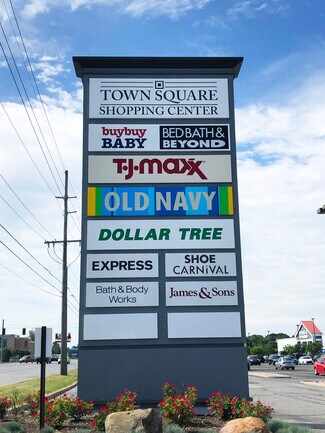 TOWN SQUARE
SHOPPING CENTER
buybuy
BABY
BED BATH &
BEYOND
T·J·maxx
OLD NAVY
DOLLAR TREE
EXPRESS
SHOE
CARNIVAL
Bath & Body
Works
James & Sons